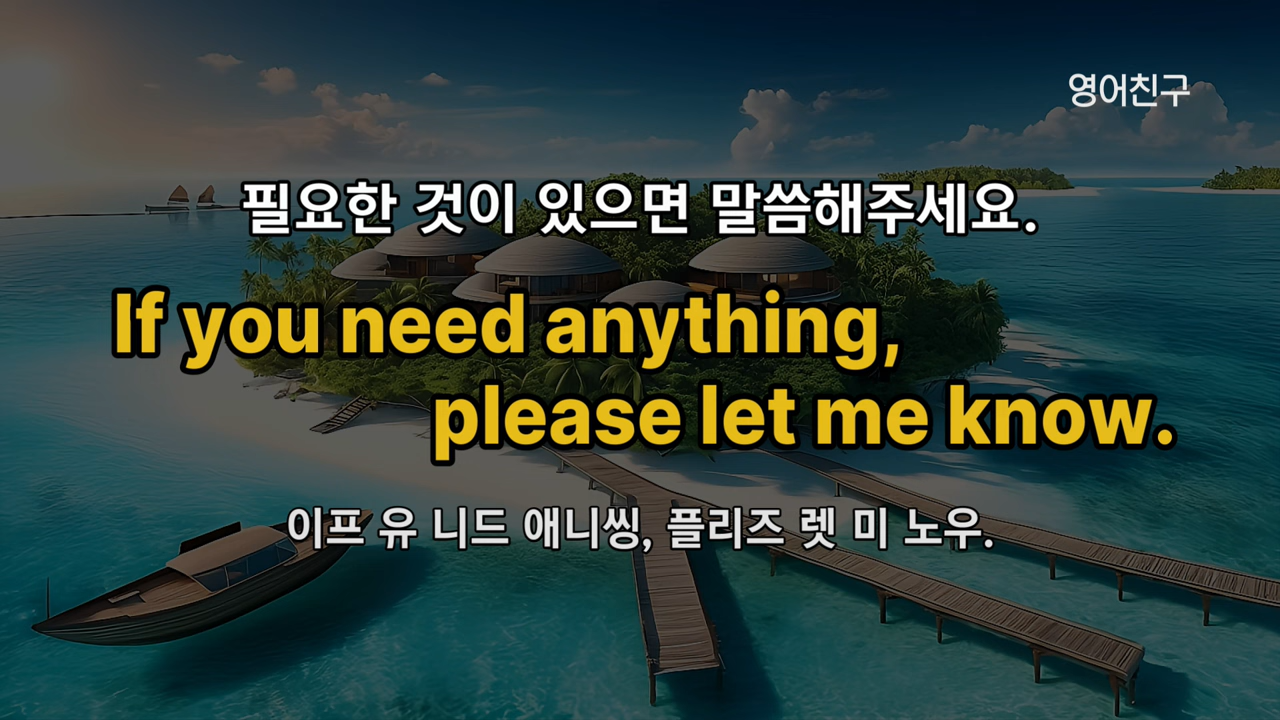 영어친구
필요한 것이 있으면 말씀해주세요.
If you need anything,
please let me know.
이프 유 니드 애니씽, 플리즈 렛 미 노우.